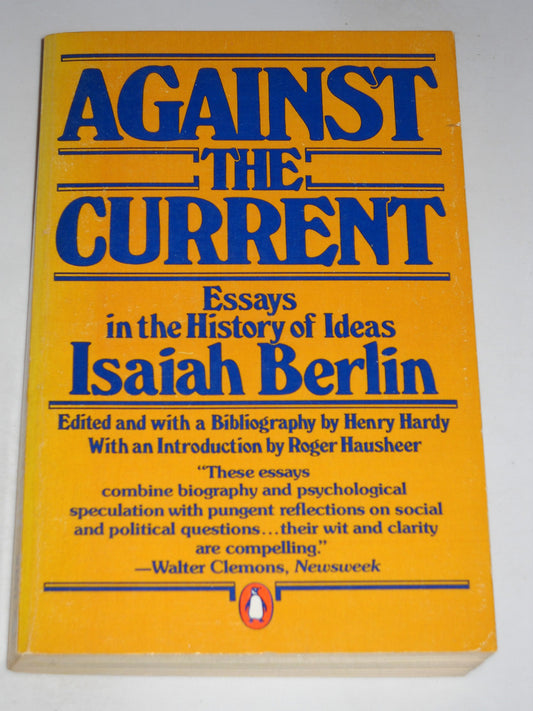 AGAINST
THE
CURRENT
Essays
in the History of Ideas
Isaiah Berlin
Edited and with a Bibliography by Henry Hardy
With an Introduction by Roger Hausheer
“These essays
combine biography and psychological
speculation with pungent reflections on social
and political questions...their wit and clarity
are compelling.”
—Walter Clemons, Newsweek